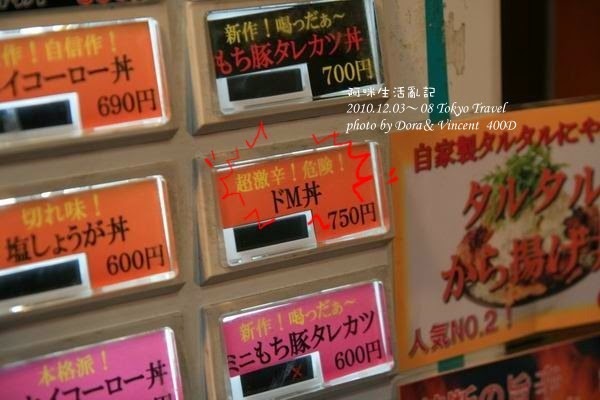 新作！喝っだぁ～
もち豚タレカツ丼
700円
作！自信作！
イコーロー丼
690円
阿咪生活亂記
2010.12.03～08 Tokyo Travel
photo by Dora& Vincent 400D
超激辛！危険！
ドM丼
750円
切れ味！
塩しょうが丼
600円
自家製タルタルにや
タルタル
から揚げ
人気NO.2！
新作！喝っだぁ～
ミニもち豚タレカツ
600円
本格派！
イコーロー丼
の旨辛